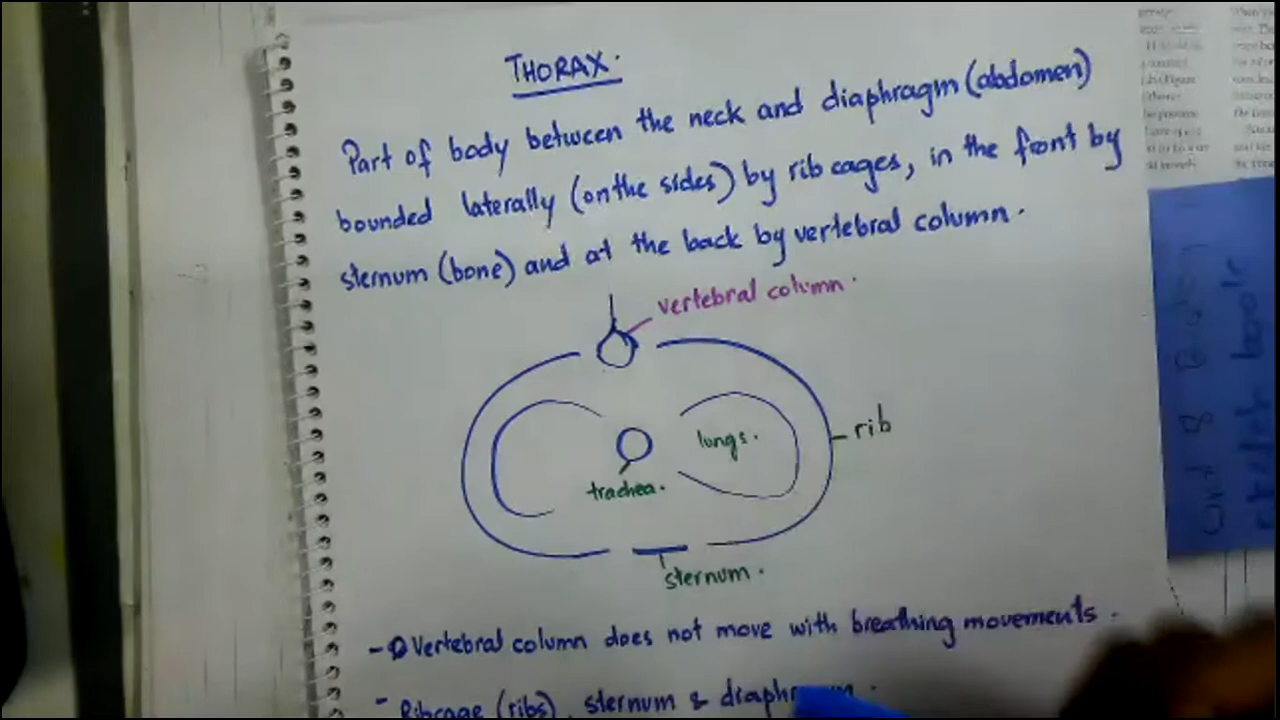 THORAX.
Part of body between the neck and diaphragm (abdomen)
bounded laterally (on the sides) by rib cages, in the front by
sternum (bone) and at the back by vertebral column.
vertebral column.
rib
lungs.
trachea.
sternum.
- Vertebral column does not move with breathing movements.
- Ribcage (ribs), sternum &